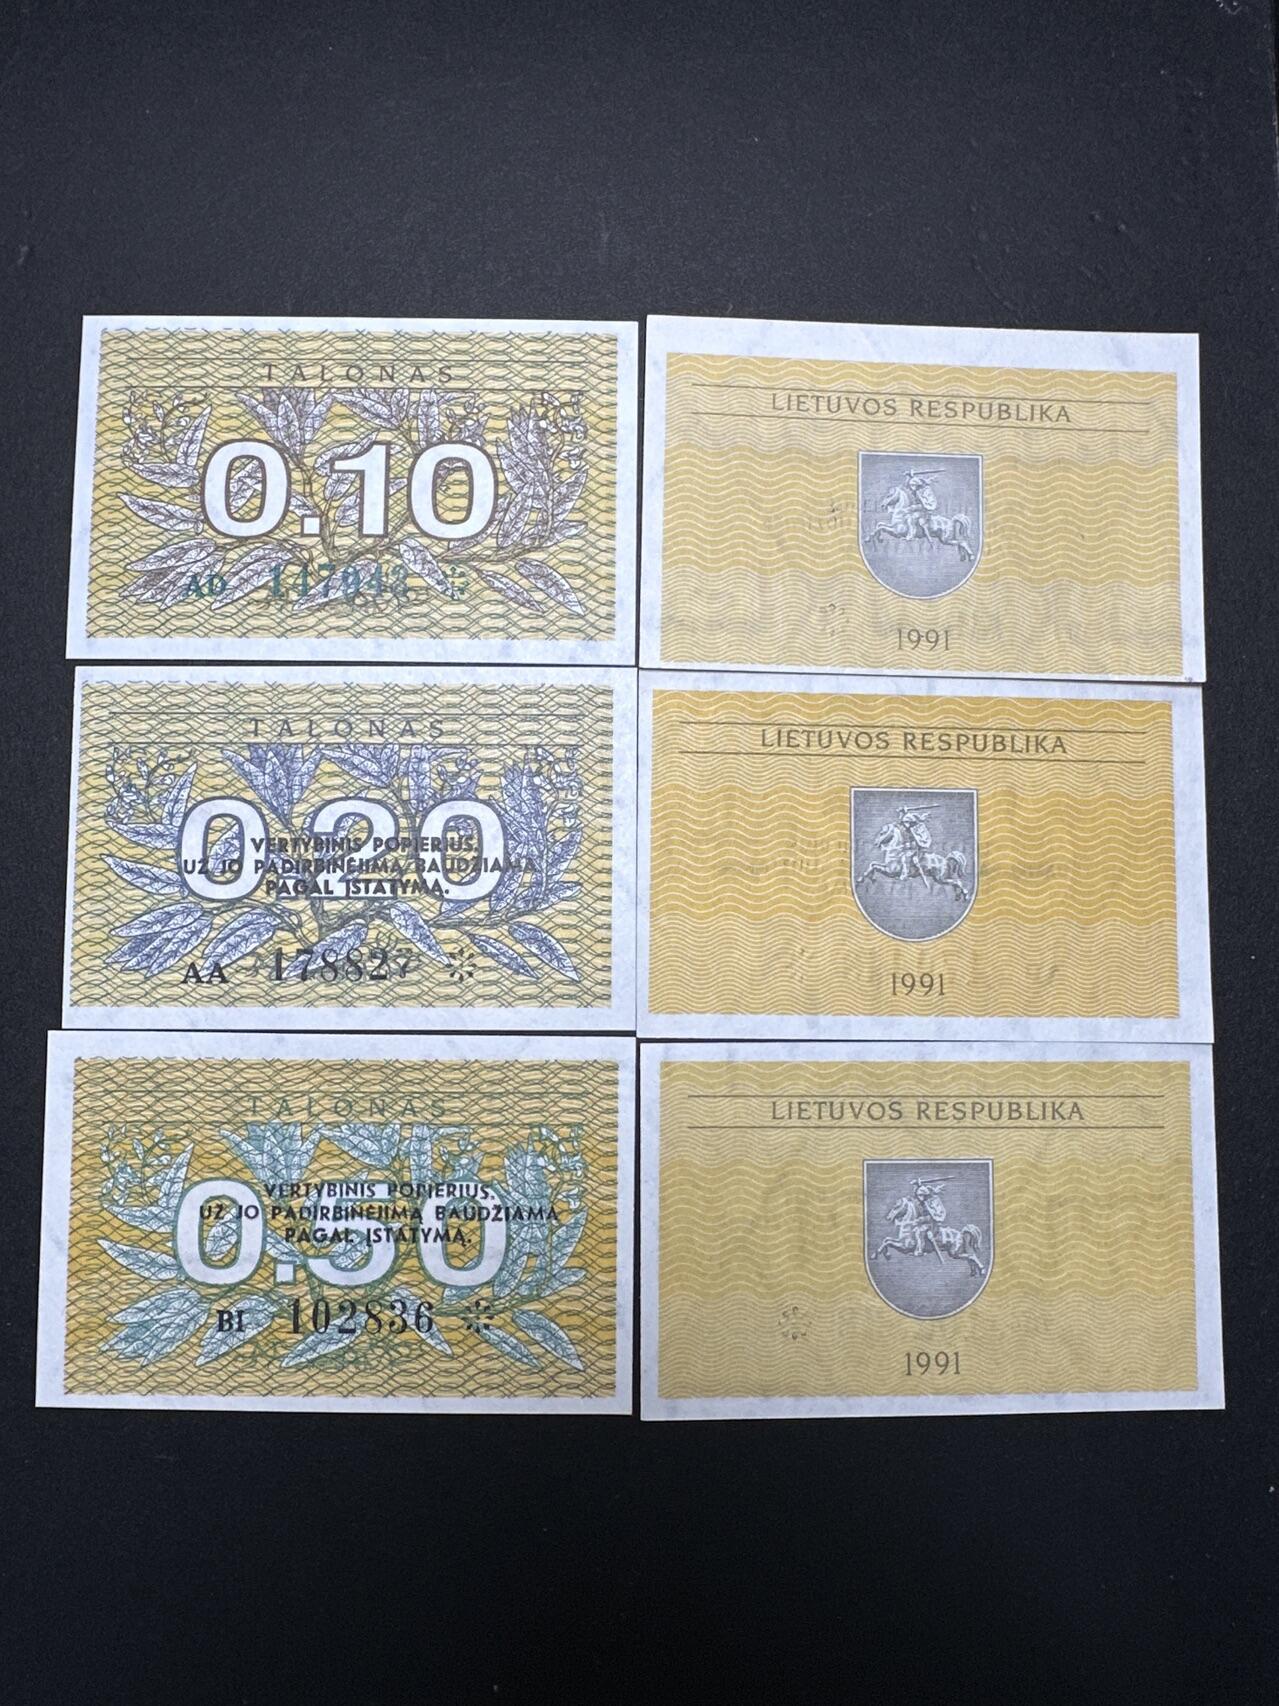 TALONAS
0.10
AD 147943
LIETUVOS RESPUBLIKA
1991
TALONAS
0.20
VERTYBINIS POPIERIUS.
UŽ JO PADIRBINĖJIMĄ BAUDŽIAMA
PAGAL ĮSTATYMĄ.
AA 178827
LIETUVOS RESPUBLIKA
1991
TALONAS
0.50
VERTYBINIS POPIERIUS.
UŽ JO PADIRBINĖJIMĄ BAUDŽIAMA
PAGAL ĮSTATYMĄ.
BI 102836
LIETUVOS RESPUBLIKA
1991